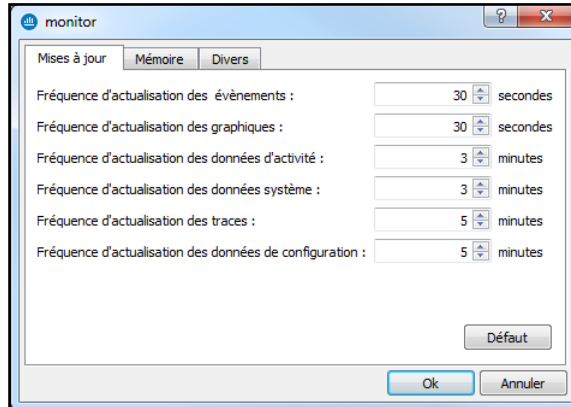 monitor
Mises à jour Mémoire Divers
Fréquence d'actualisation des évènements : 30 secondes
Fréquence d'actualisation des graphiques : 30 secondes
Fréquence d'actualisation des données d'activité : 3 minutes
Fréquence d'actualisation des données système : 3 minutes
Fréquence d'actualisation des traces : 5 minutes
Fréquence d'actualisation des données de configuration : 5 minutes
Défaut
Ok Annuler